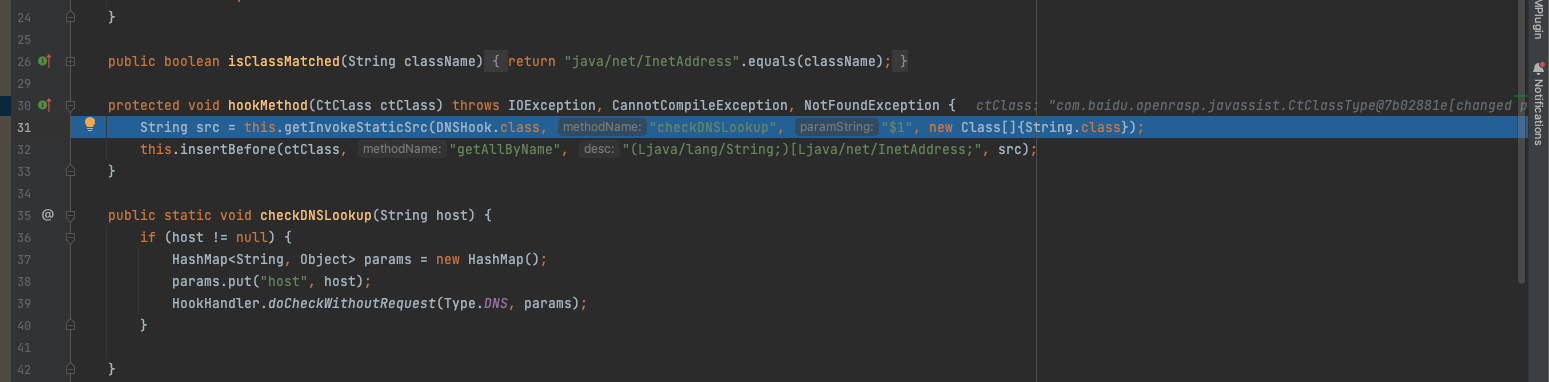 24 }
25
26 public boolean isClassMatched(String className) { return "java/net/InetAddress".equals(className); }
29
30 protected void hookMethod(CtClass ctClass) throws IOException, CannotCompileException, NotFoundException { ctClass: "com.baidu.openrasp.javassist.CtClassType@7b02881e[changed p
31 String src = this.getInvokeStaticSrc(DNSHook.class, methodName: "checkDNSLookup", paramString: "$1", new Class[]{String.class});
32 this.insertBefore(ctClass, methodName: "getAllByName", desc: "(Ljava/lang/String;)[Ljava/net/InetAddress;", src);
33 }
34
35 @ public static void checkDNSLookup(String host) {
36 if (host != null) {
37 HashMap<String, Object> params = new HashMap();
38 params.put("host", host);
39 HookHandler.doCheckWithoutRequest(Type.DNS, params);
40 }
41
42 }
MPlugin
Notifications